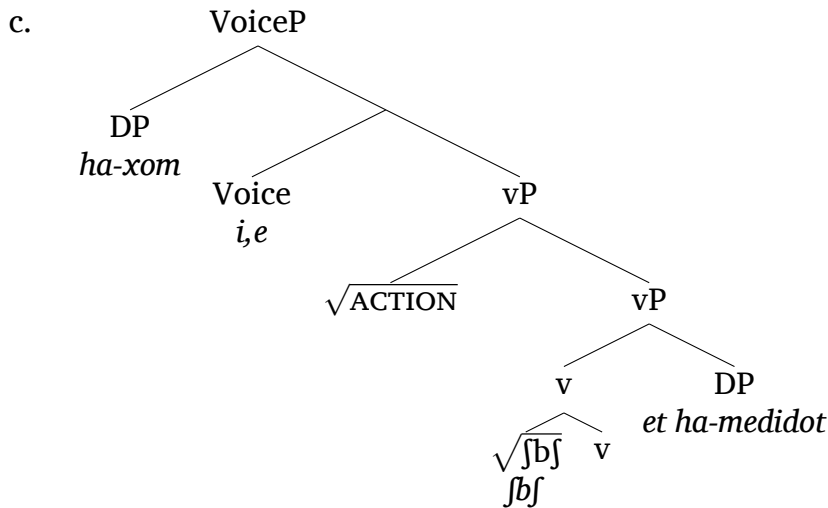 c. VoiceP
DP
ha-xom
Voice vP
i,e
√ACTION vP
v DP
et ha-medidot
√ʃbʃ v
ʃbʃ